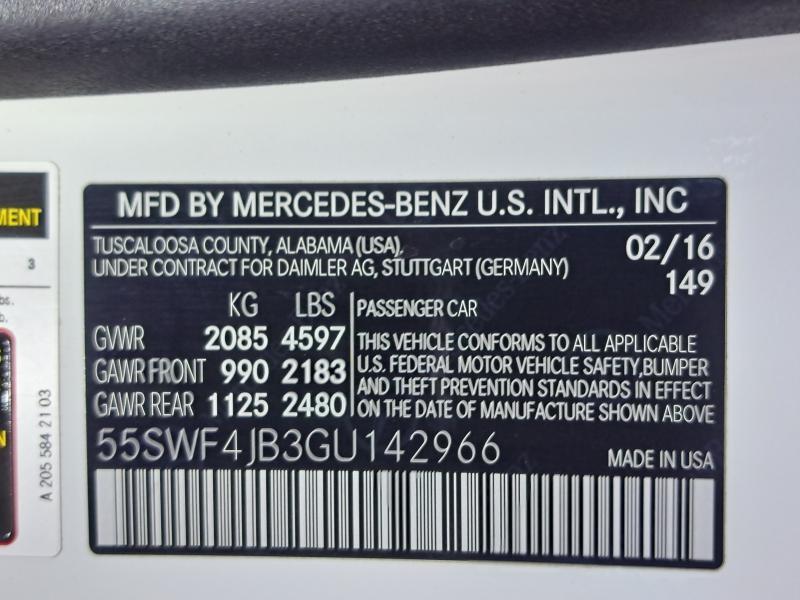 MFD BY MERCEDES-BENZ U.S. INTL., INC
TUSCALOOSA COUNTY, ALABAMA (USA),
UNDER CONTRACT FOR DAIMLER AG, STUTTGART (GERMANY)
02/16
149
KG LBS
GVWR 2085 4597
GAWR FRONT 990 2183
GAWR REAR 1125 2480
PASSENGER CAR
THIS VEHICLE CONFORMS TO ALL APPLICABLE
U.S. FEDERAL MOTOR VEHICLE SAFETY,BUMPER
AND THEFT PREVENTION STANDARDS IN EFFECT
ON THE DATE OF MANUFACTURE SHOWN ABOVE
55SWF4JB3GU142966
MADE IN USA
MENT
3
bs.
b.
N
A 205 584 21 03